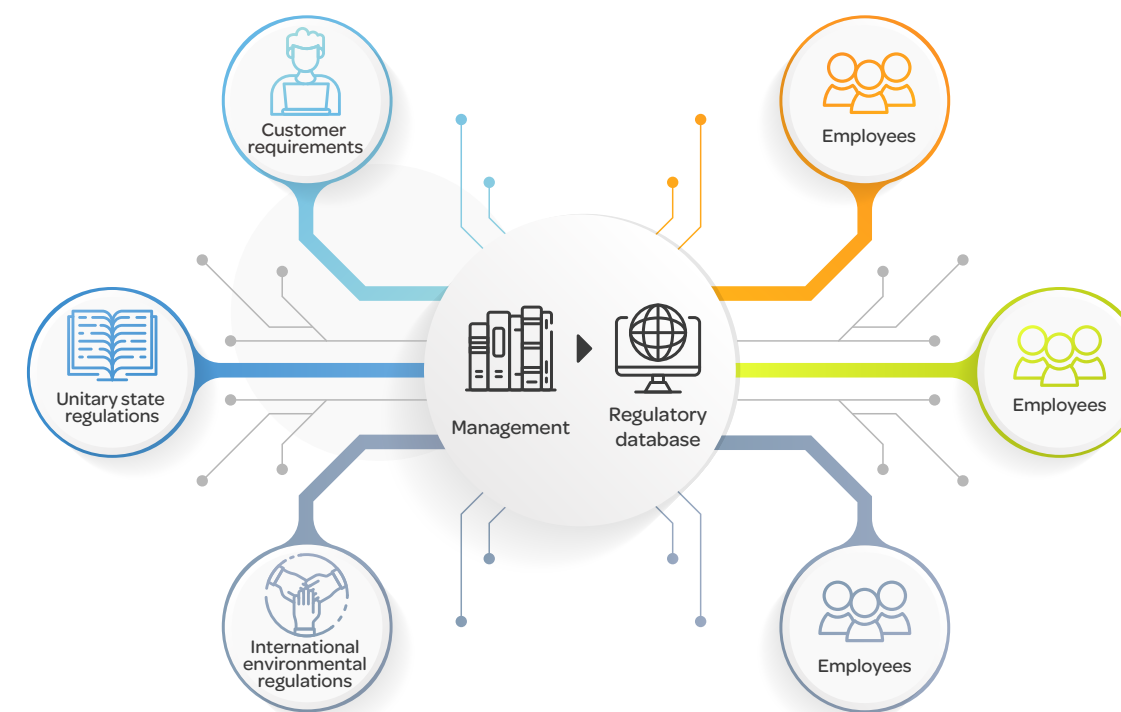 Customer
requirements
Employees
Unitary state
regulations
Management
Regulatory
database
Employees
International
environmental
regulations
Employees